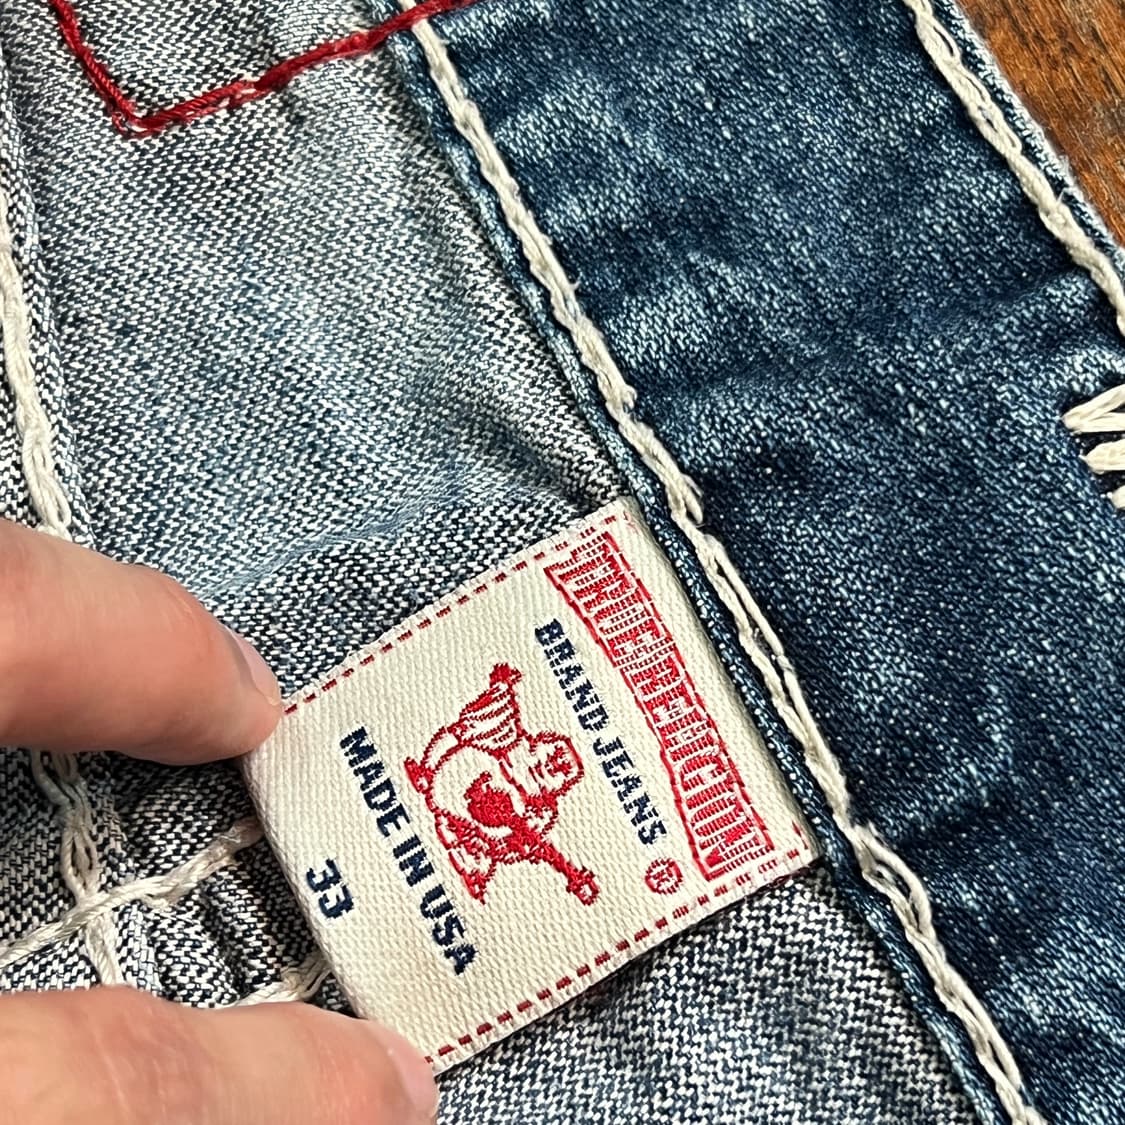 TRUE RELIGION
BRAND JEANS
®
MADE IN USA
33